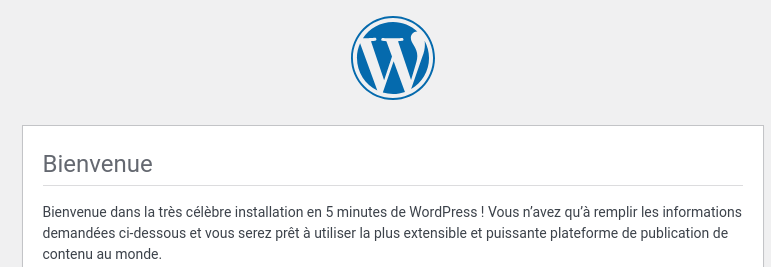 Bienvenue
Bienvenue dans la très célèbre installation en 5 minutes de WordPress ! Vous n’avez qu’à remplir les informations
demandées ci-dessous et vous serez prêt à utiliser la plus extensible et puissante plateforme de publication de
contenu au monde.